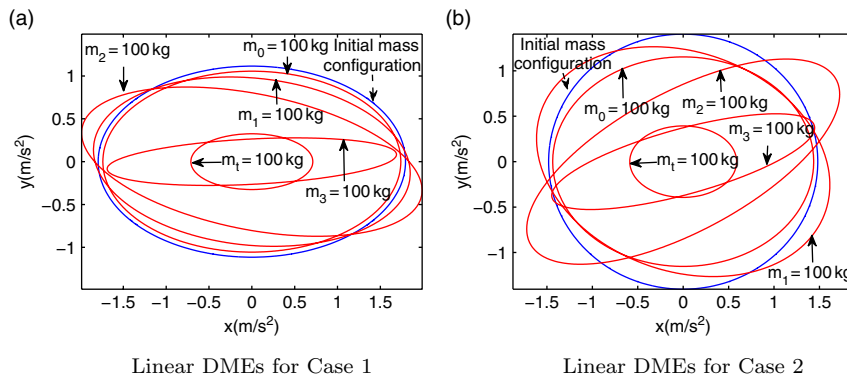 (a)
m₂ = 100 kg
m₀ = 100 kg
Initial mass
configuration
m₁ = 100 kg
mₜ = 100 kg
m₃ = 100 kg
y(m/s²)
1
0.5
0
−0.5
−1
−1.5 −1 −0.5 0 0.5 1 1.5
x(m/s²)
Linear DMEs for Case 1
(b)
Initial mass
configuration
m₀ = 100 kg
m₂ = 100 kg
m₃ = 100 kg
mₜ = 100 kg
m₁ = 100 kg
y(m/s²)
1
0.5
0
−0.5
−1
−1.5 −1 −0.5 0 0.5 1 1.5
x(m/s²)
Linear DMEs for Case 2